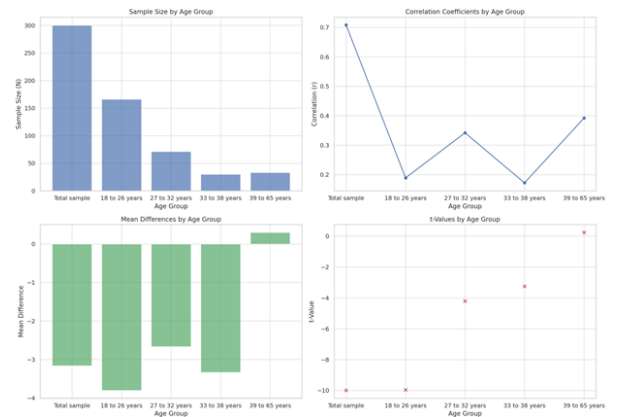 Sample Size by Age Group
300
250
200
150
100
50
0
Sample Size (N)
Total sample 18 to 26 years 27 to 32 years 33 to 38 years 39 to 65 years
Age Group
Correlation Coefficients by Age Group
0.7
0.6
0.5
0.4
0.3
0.2
Correlation (r)
Total sample 18 to 26 years 27 to 32 years 33 to 38 years 39 to 65 years
Age Group
Mean Differences by Age Group
0
−1
−2
−3
−4
Mean Difference
Total sample 18 to 26 years 27 to 32 years 33 to 38 years 39 to 65 years
Age Group
t-Values by Age Group
0
−2
−4
−6
−8
−10
t-Value
Total sample 18 to 26 years 27 to 32 years 33 to 38 years 39 to 65 years
Age Group